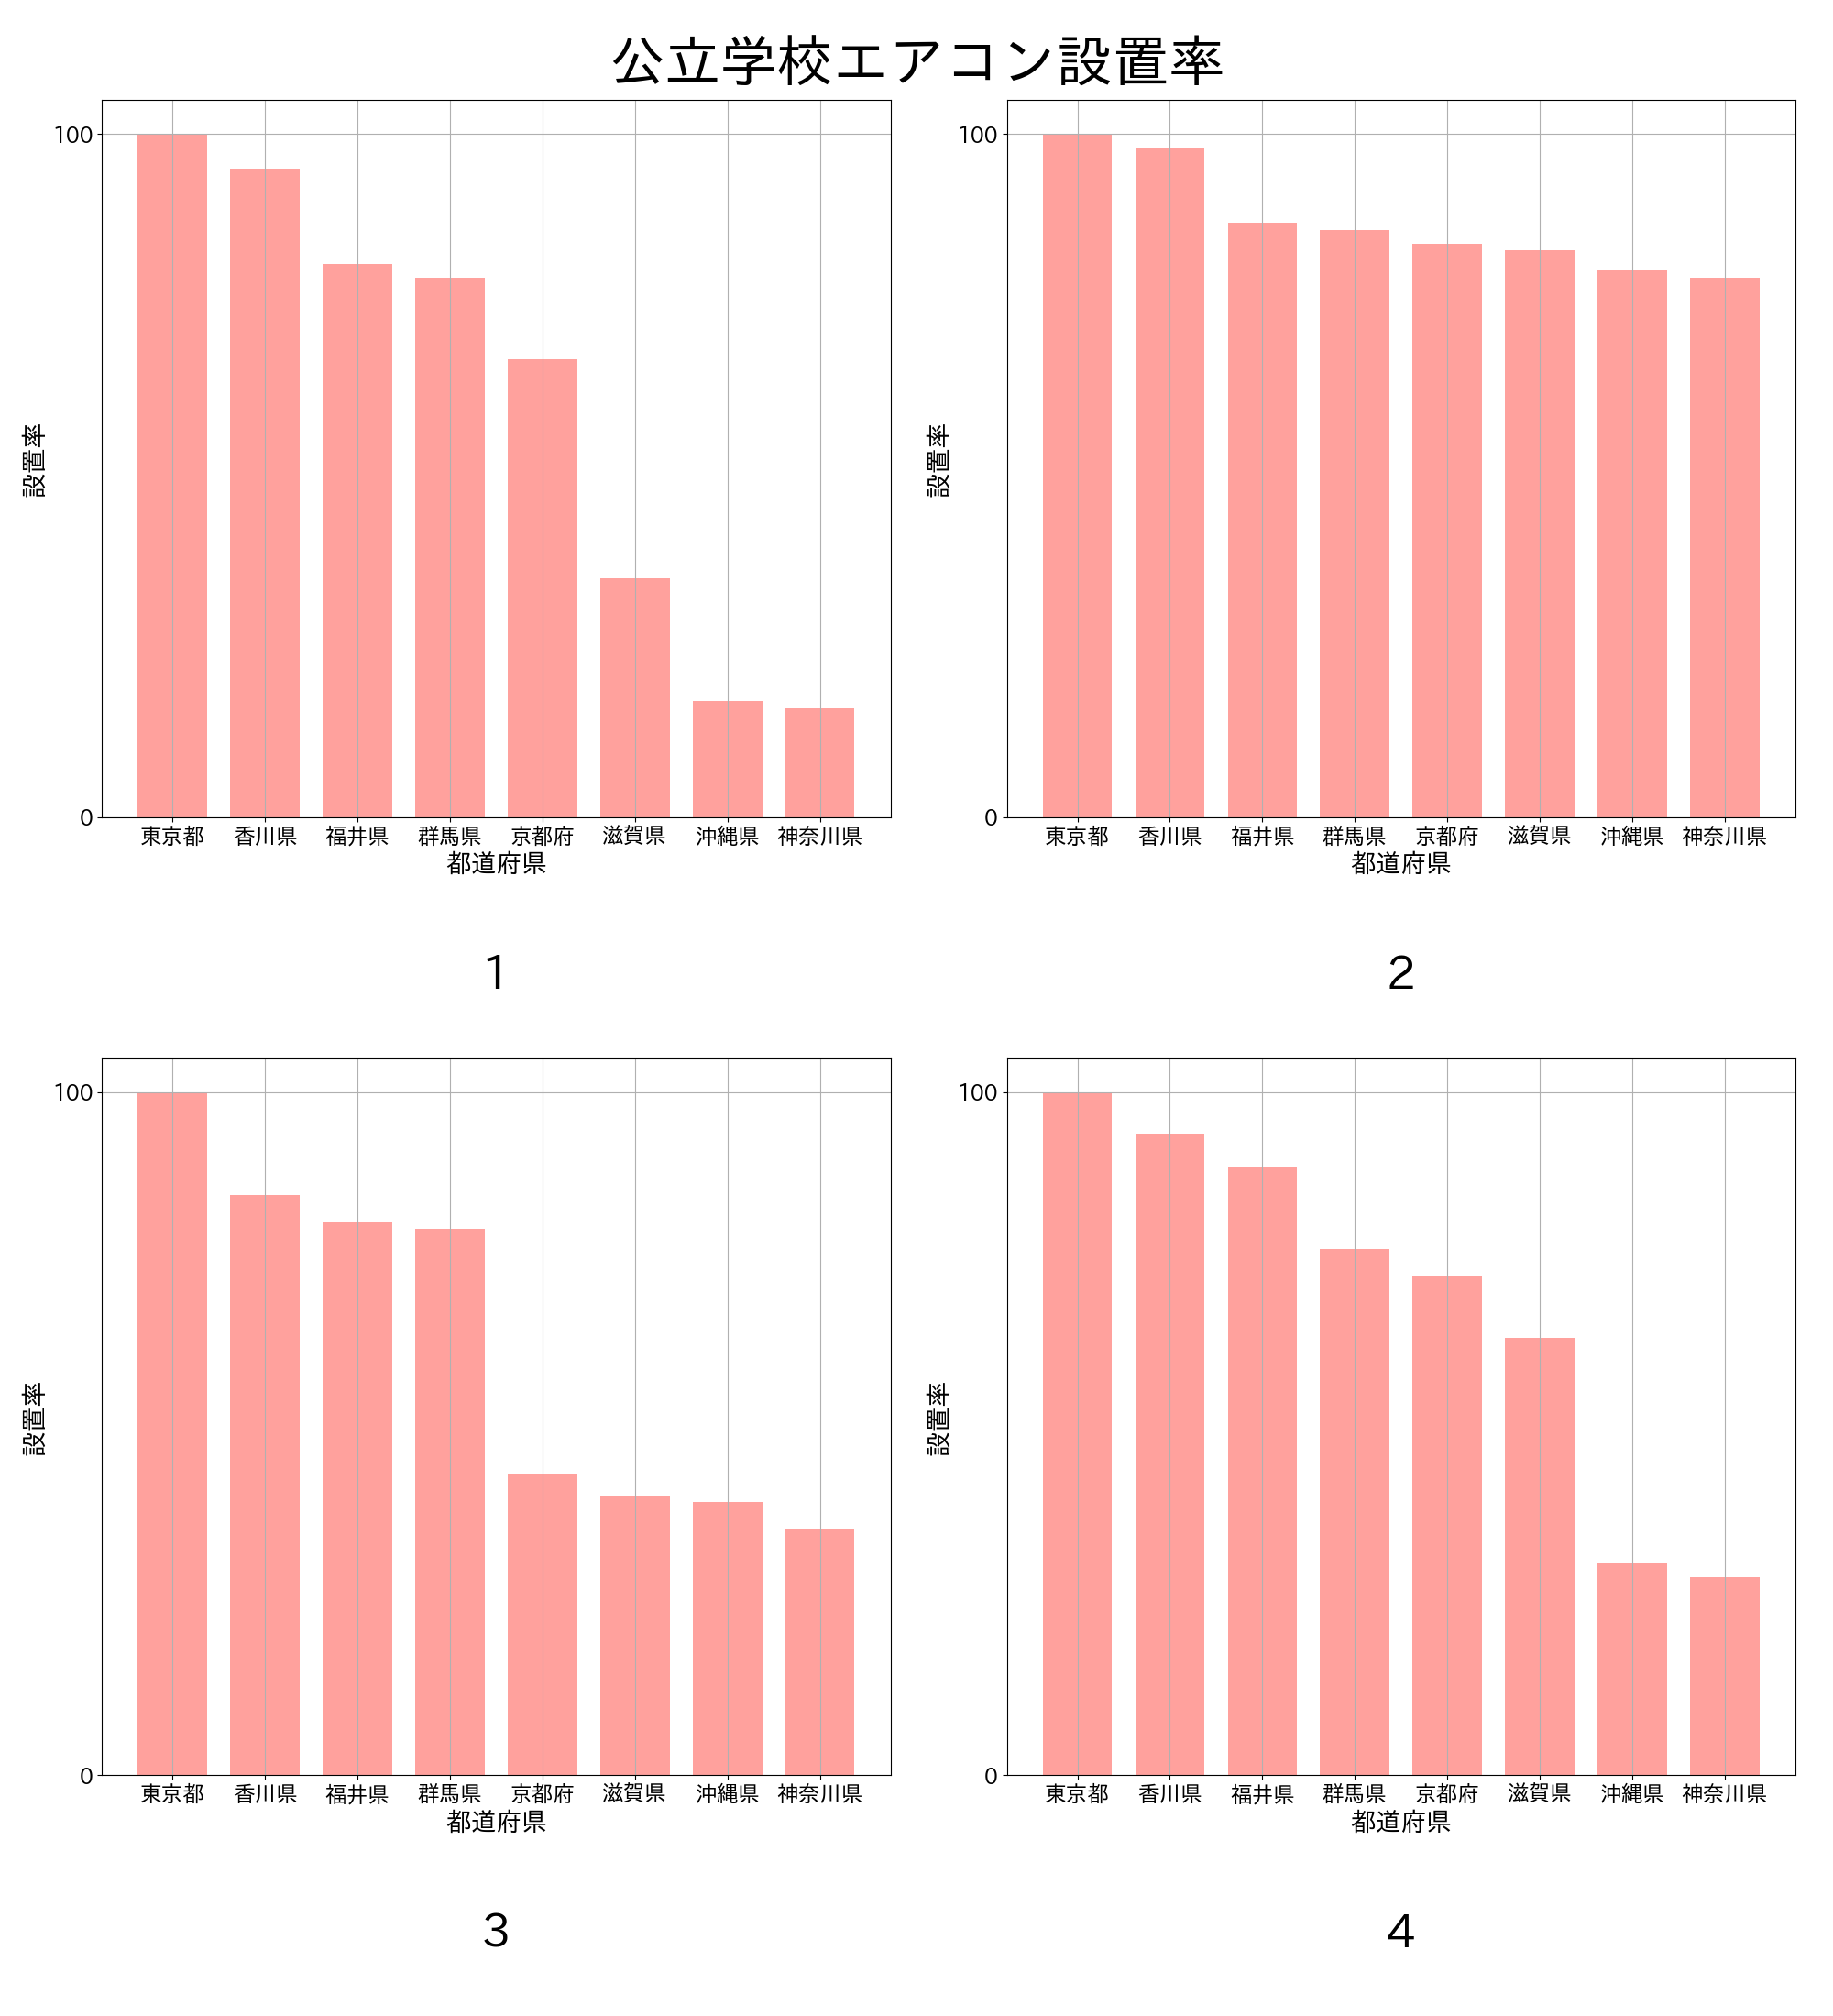 公立学校エアコン設置率
100
0
設置率
東京都 香川県 福井県 群馬県 京都府 滋賀県 沖縄県 神奈川県
都道府県
1
100
0
設置率
東京都 香川県 福井県 群馬県 京都府 滋賀県 沖縄県 神奈川県
都道府県
2
100
0
設置率
東京都 香川県 福井県 群馬県 京都府 滋賀県 沖縄県 神奈川県
都道府県
3
100
0
設置率
東京都 香川県 福井県 群馬県 京都府 滋賀県 沖縄県 神奈川県
都道府県
4